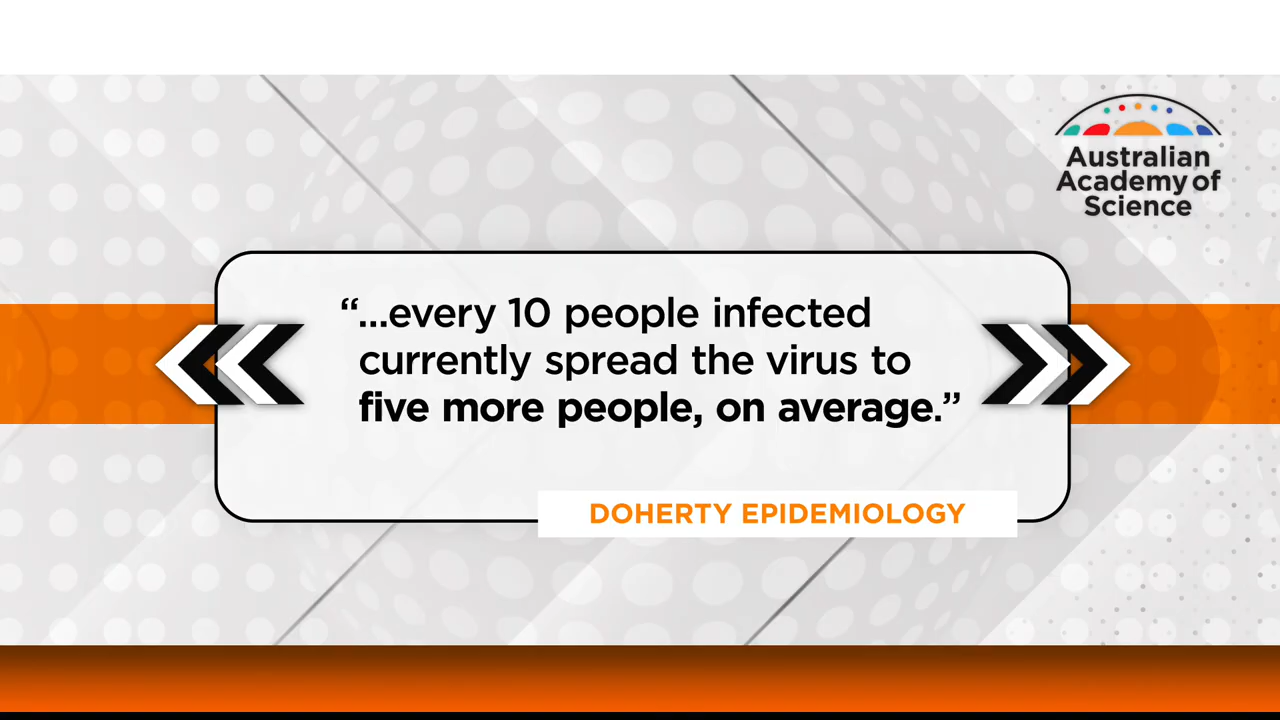 Australian
Academy of
Science
“...every 10 people infected
currently spread the virus to
five more people, on average.”
DOHERTY EPIDEMIOLOGY